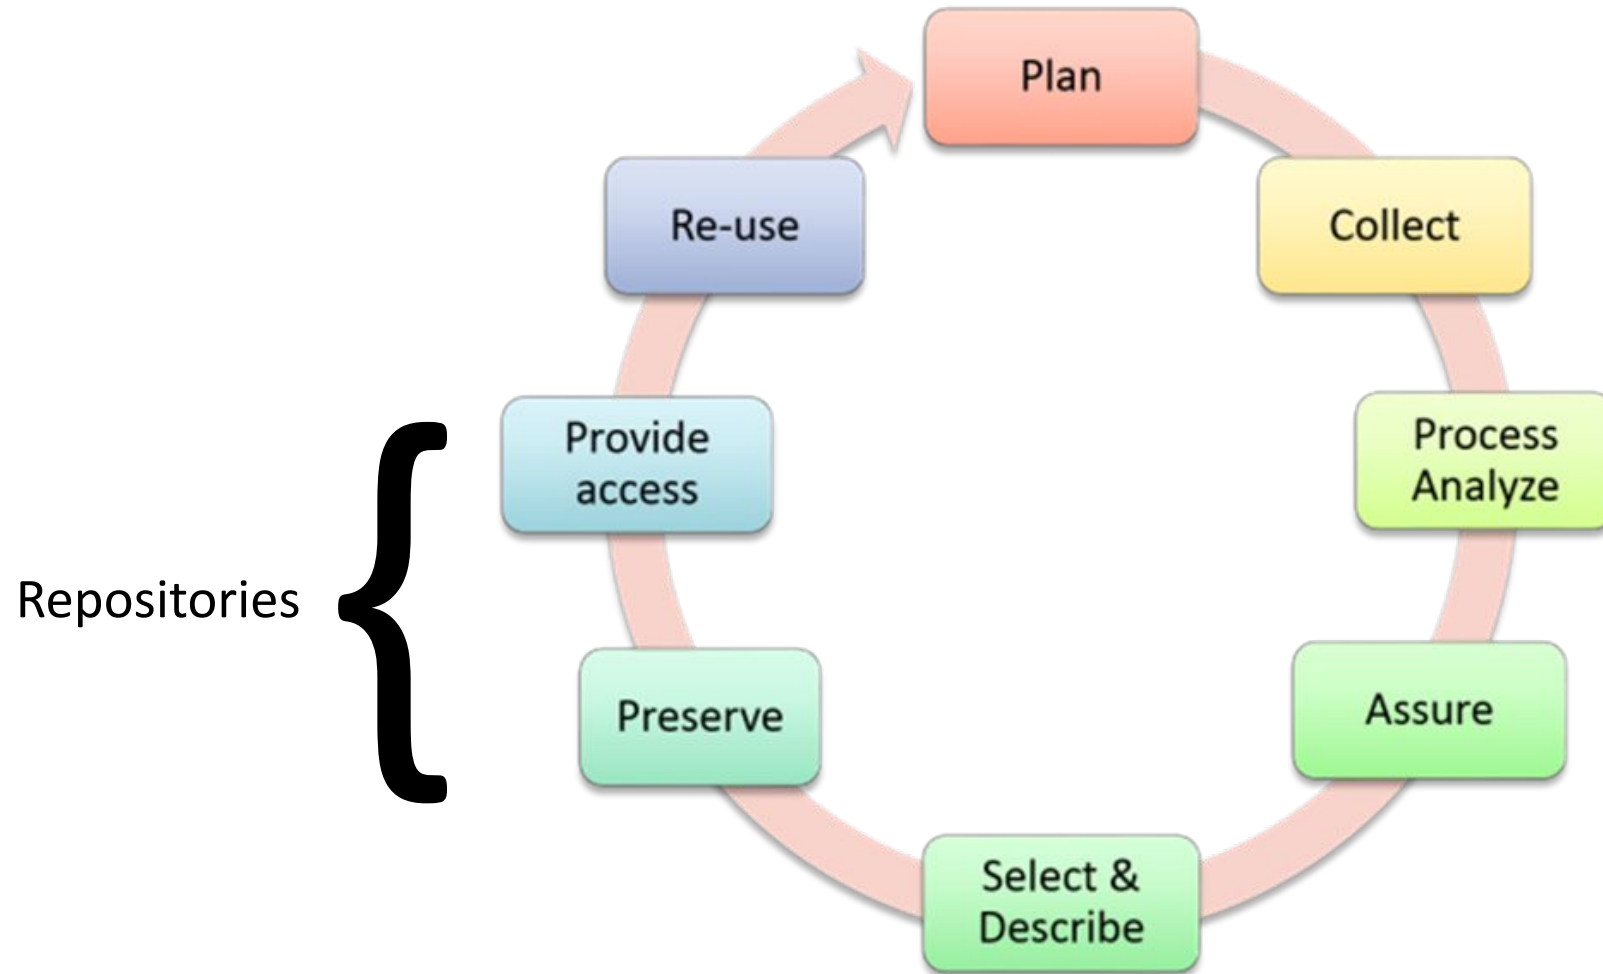 Plan
Collect
Process
Analyze
Assure
Select &
Describe
Preserve
Provide
access
Re-use
Repositories